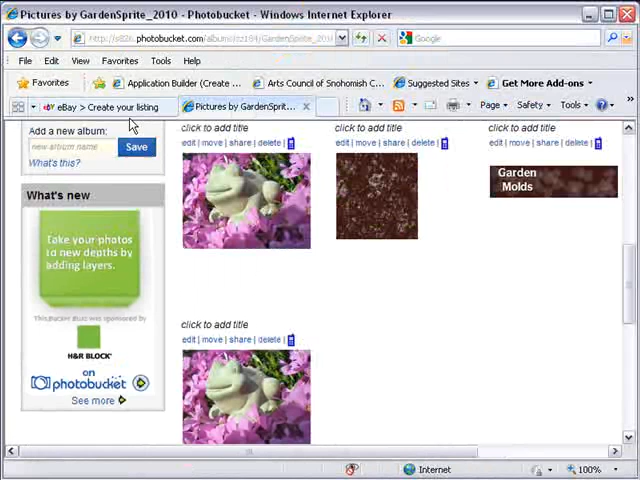 Pictures by GardenSprite_2010 - Photobucket - Windows Internet Explorer
photobucket.com/album
Google
File Edit View Favorites Tools Help
Favorites
Application Builder (Create ...
Arts Council of Snohomish C...
Suggested Sites
Get More Add-ons
eBay > Create your listing
Pictures by GardenSprite_20...
Page
Safety
Tools
Add a new album:
new album name
Save
What's this?
What's new
Take your photos
to new depths by
adding layers.
This Bucket Buzz was sponsored by
H&R BLOCK®
on
photobucket
See more
click to add title
edit | move | share | delete |
click to add title
edit | move | share | delete |
click to add title
edit | move | share | delete |
Garden
Molds
click to add title
edit | move | share | delete |
Internet
100%